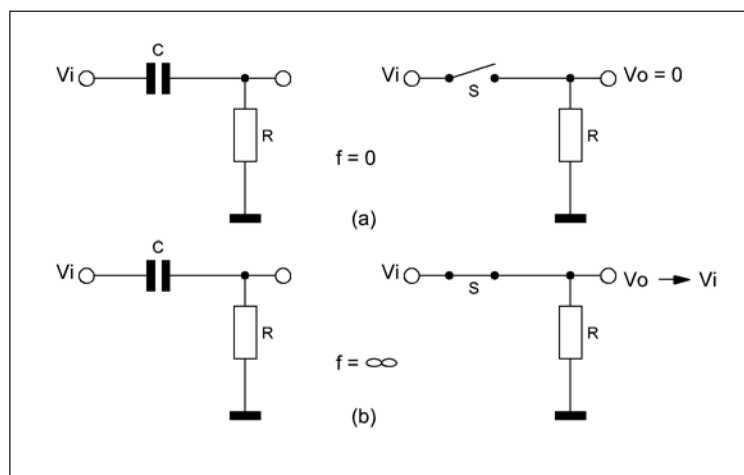 C
Vi
R
f = 0
Vi
S
Vo = 0
R
(a)
C
Vi
R
f = ∞
Vi
S
Vo → Vi
R
(b)